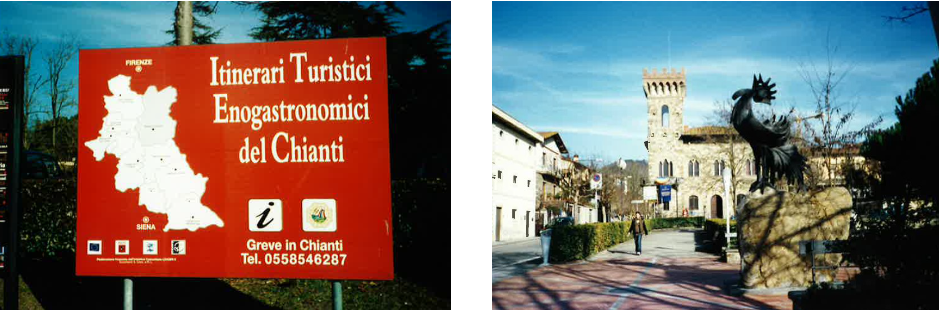 FIRENZE
Itinerari Turistici
Enogastronomici
del Chianti
SIENA
i
Greve in Chianti
Tel. 0558546287